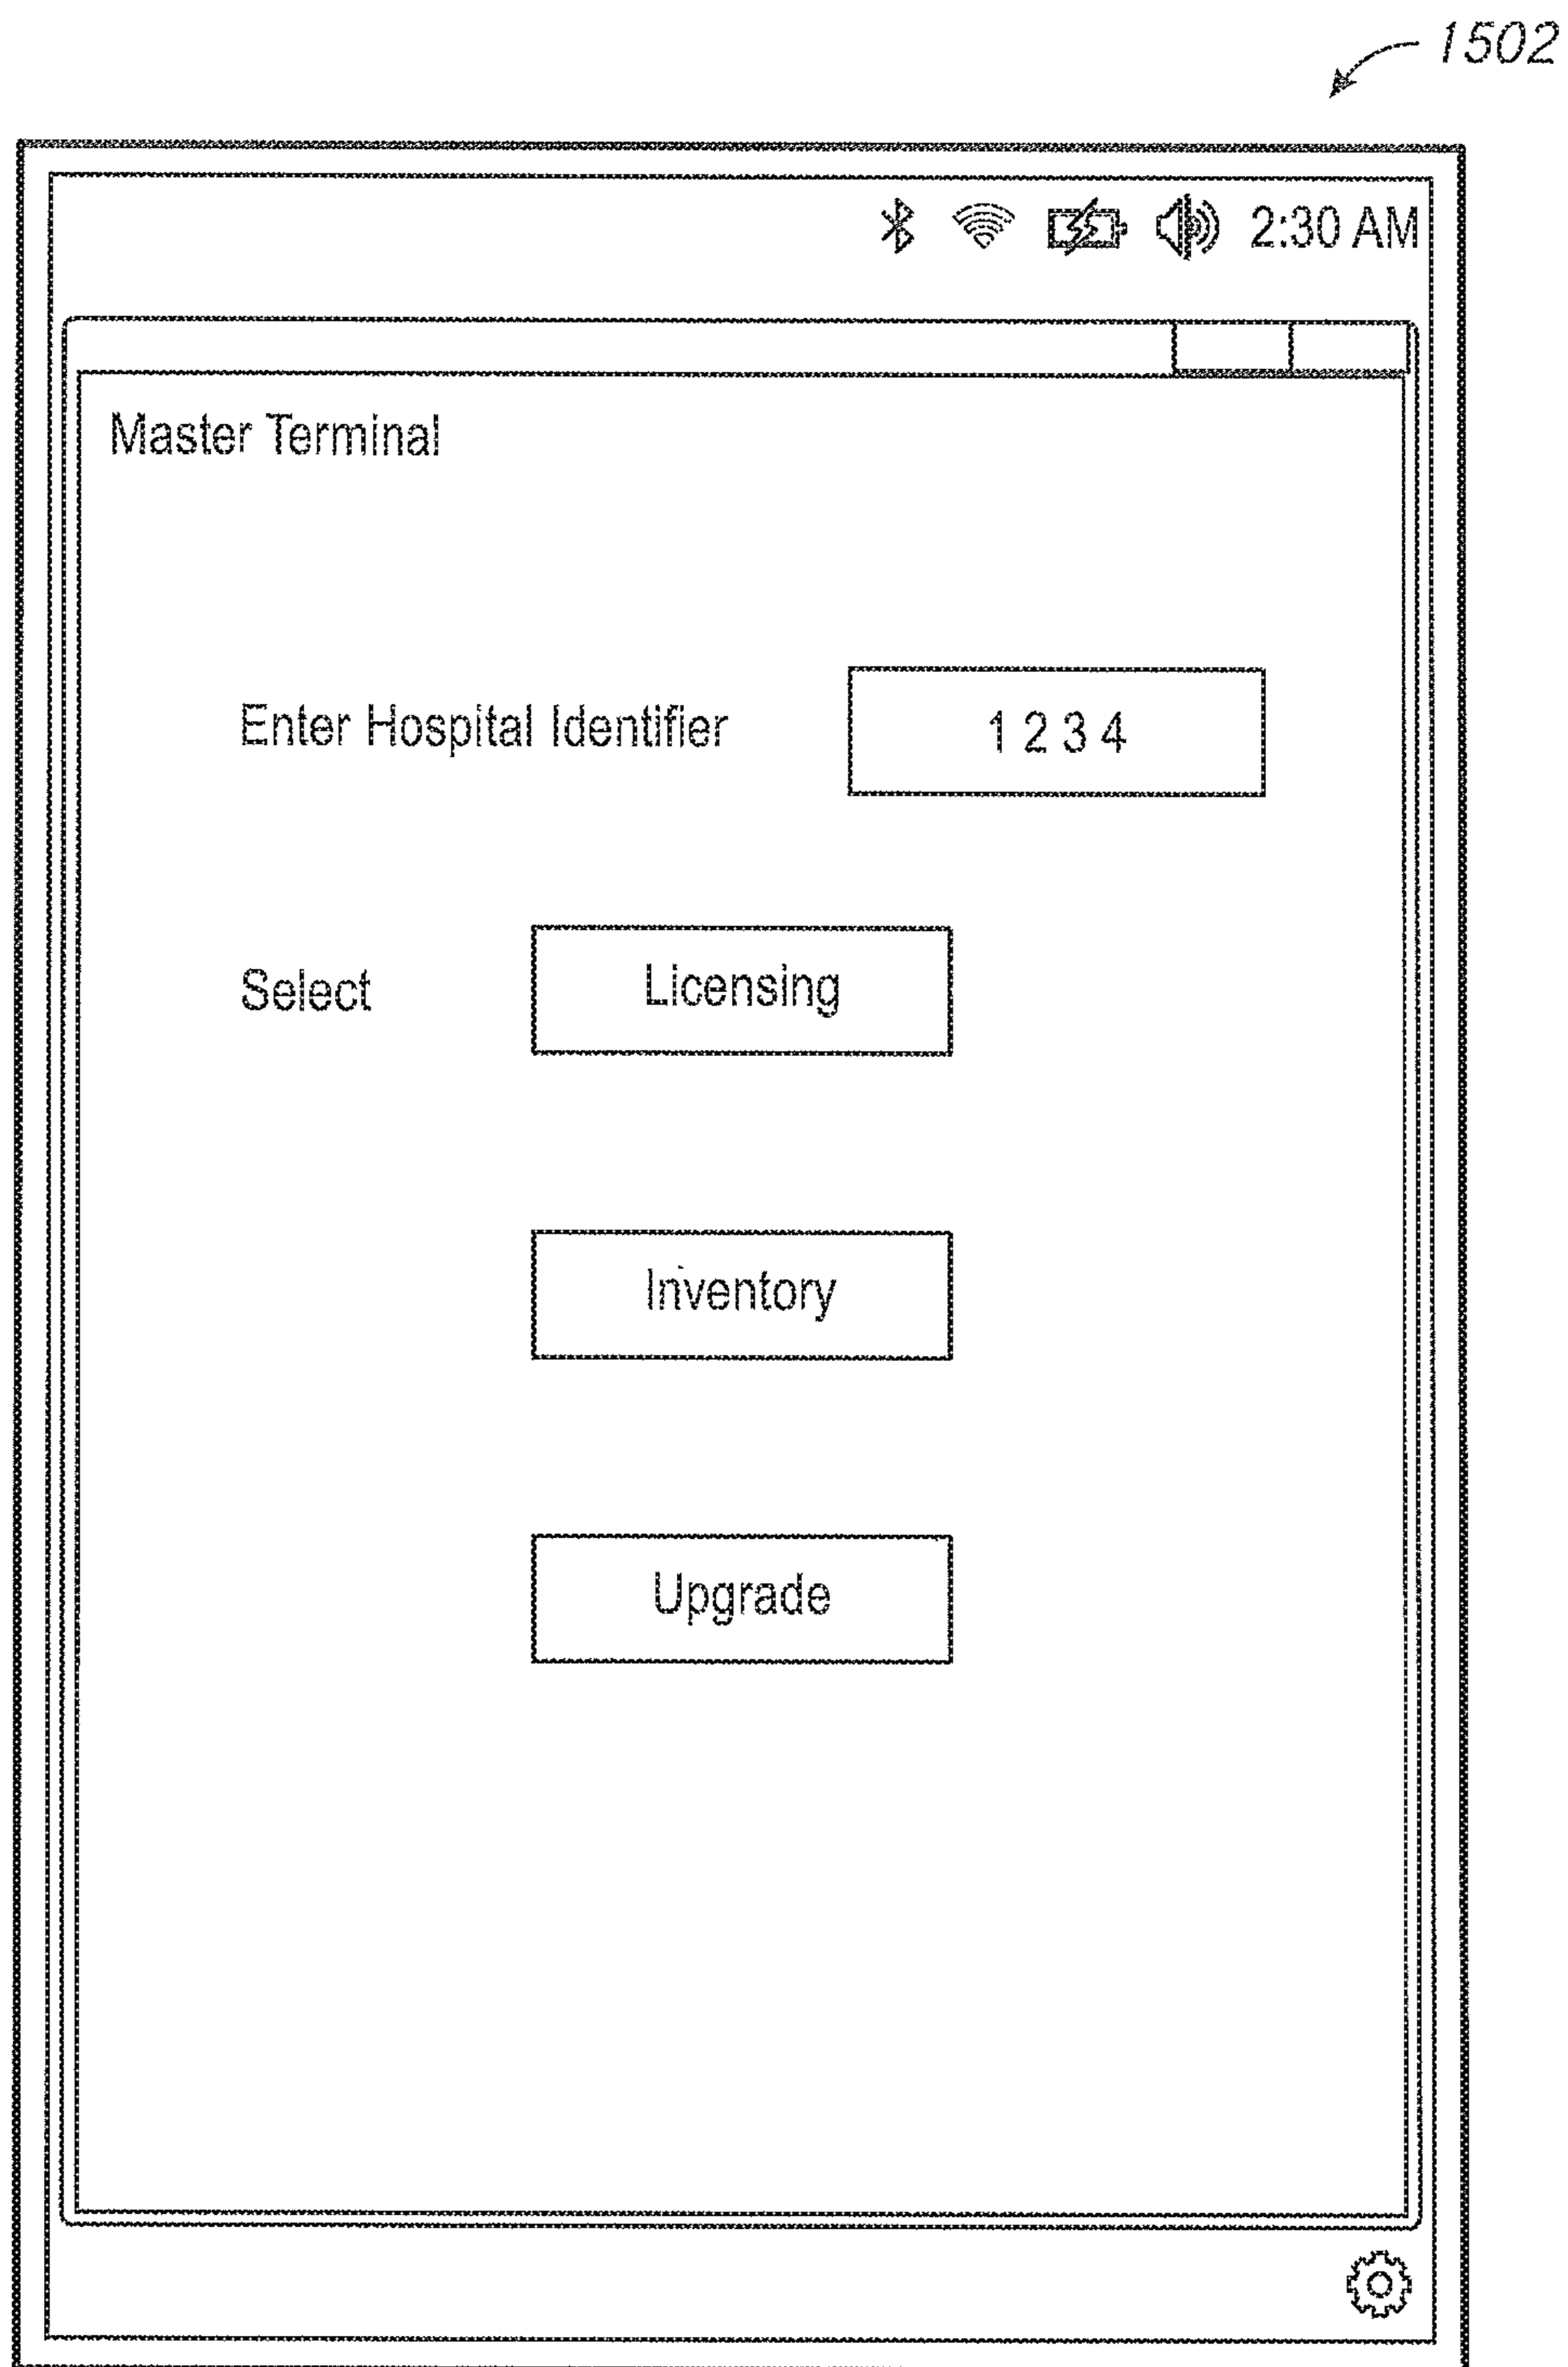 1502
2:30 AM
Master Terminal
Enter Hospital Identifier 1 2 3 4
Select Licensing
Inventory
Upgrade